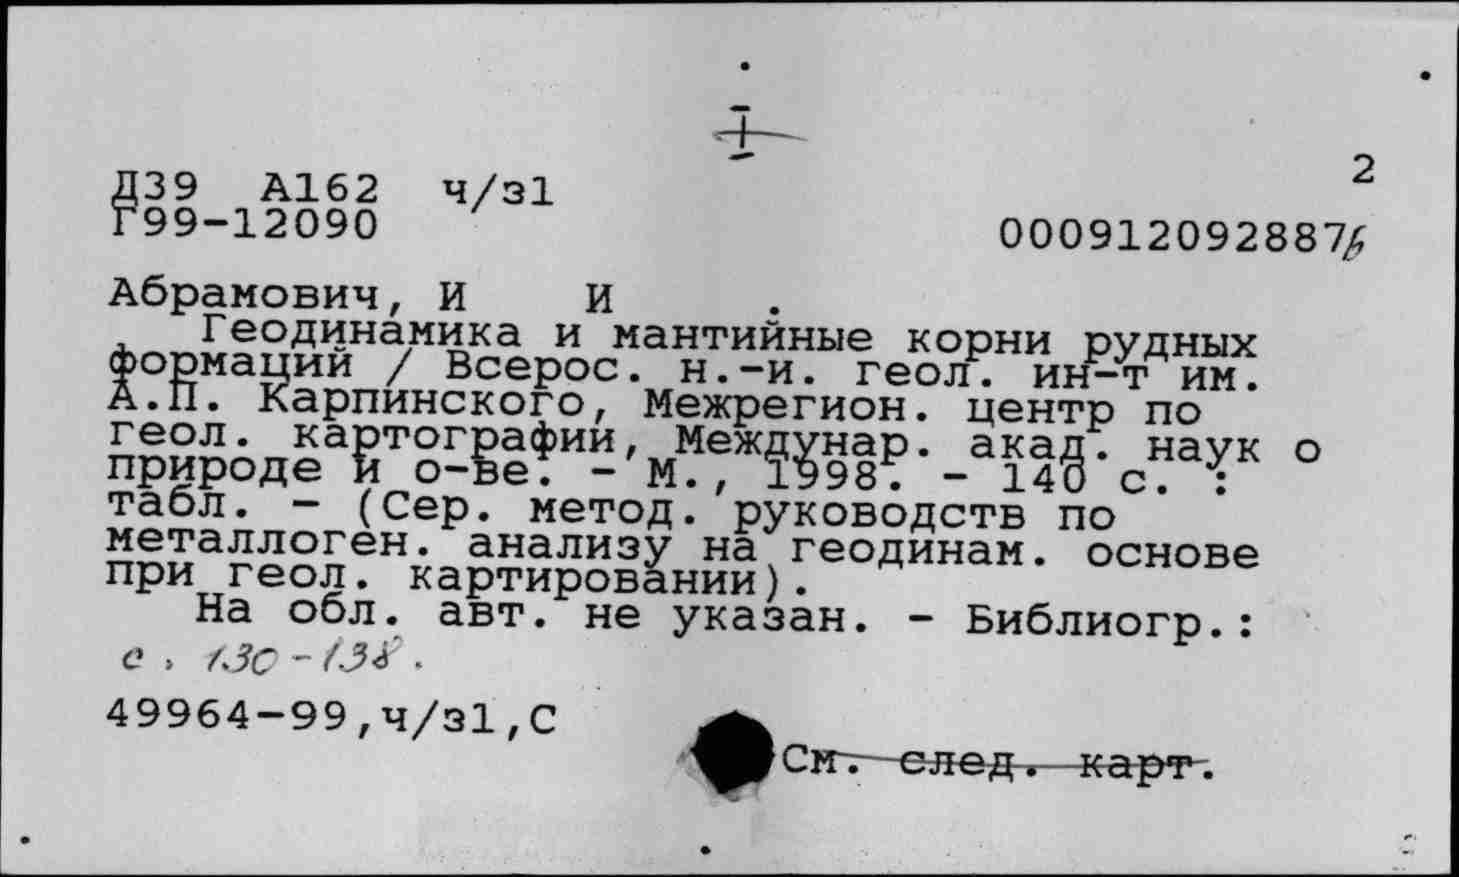 2
Д39 А162 ч/з1
Г99-12090
000912092887
Абрамович, И И .
Геодинамика и мантийные корни рудных
формаций / Всерос. н.-и. геол. ин-т им.
А.П. Карпинского, Межрегион. центр по
геол. картографии, Междунар. акад. наук о
природе и о-ве. - М., 1998. - 140 с. :
табл. - (Сер. метод. руководств по
металлоген. анализу на геодинам. основе
при геол. картировании).
На обл. авт. не указан. - Библиогр.:
с. 130-138.
49964-99,ч/з1,С
См. след. карт.